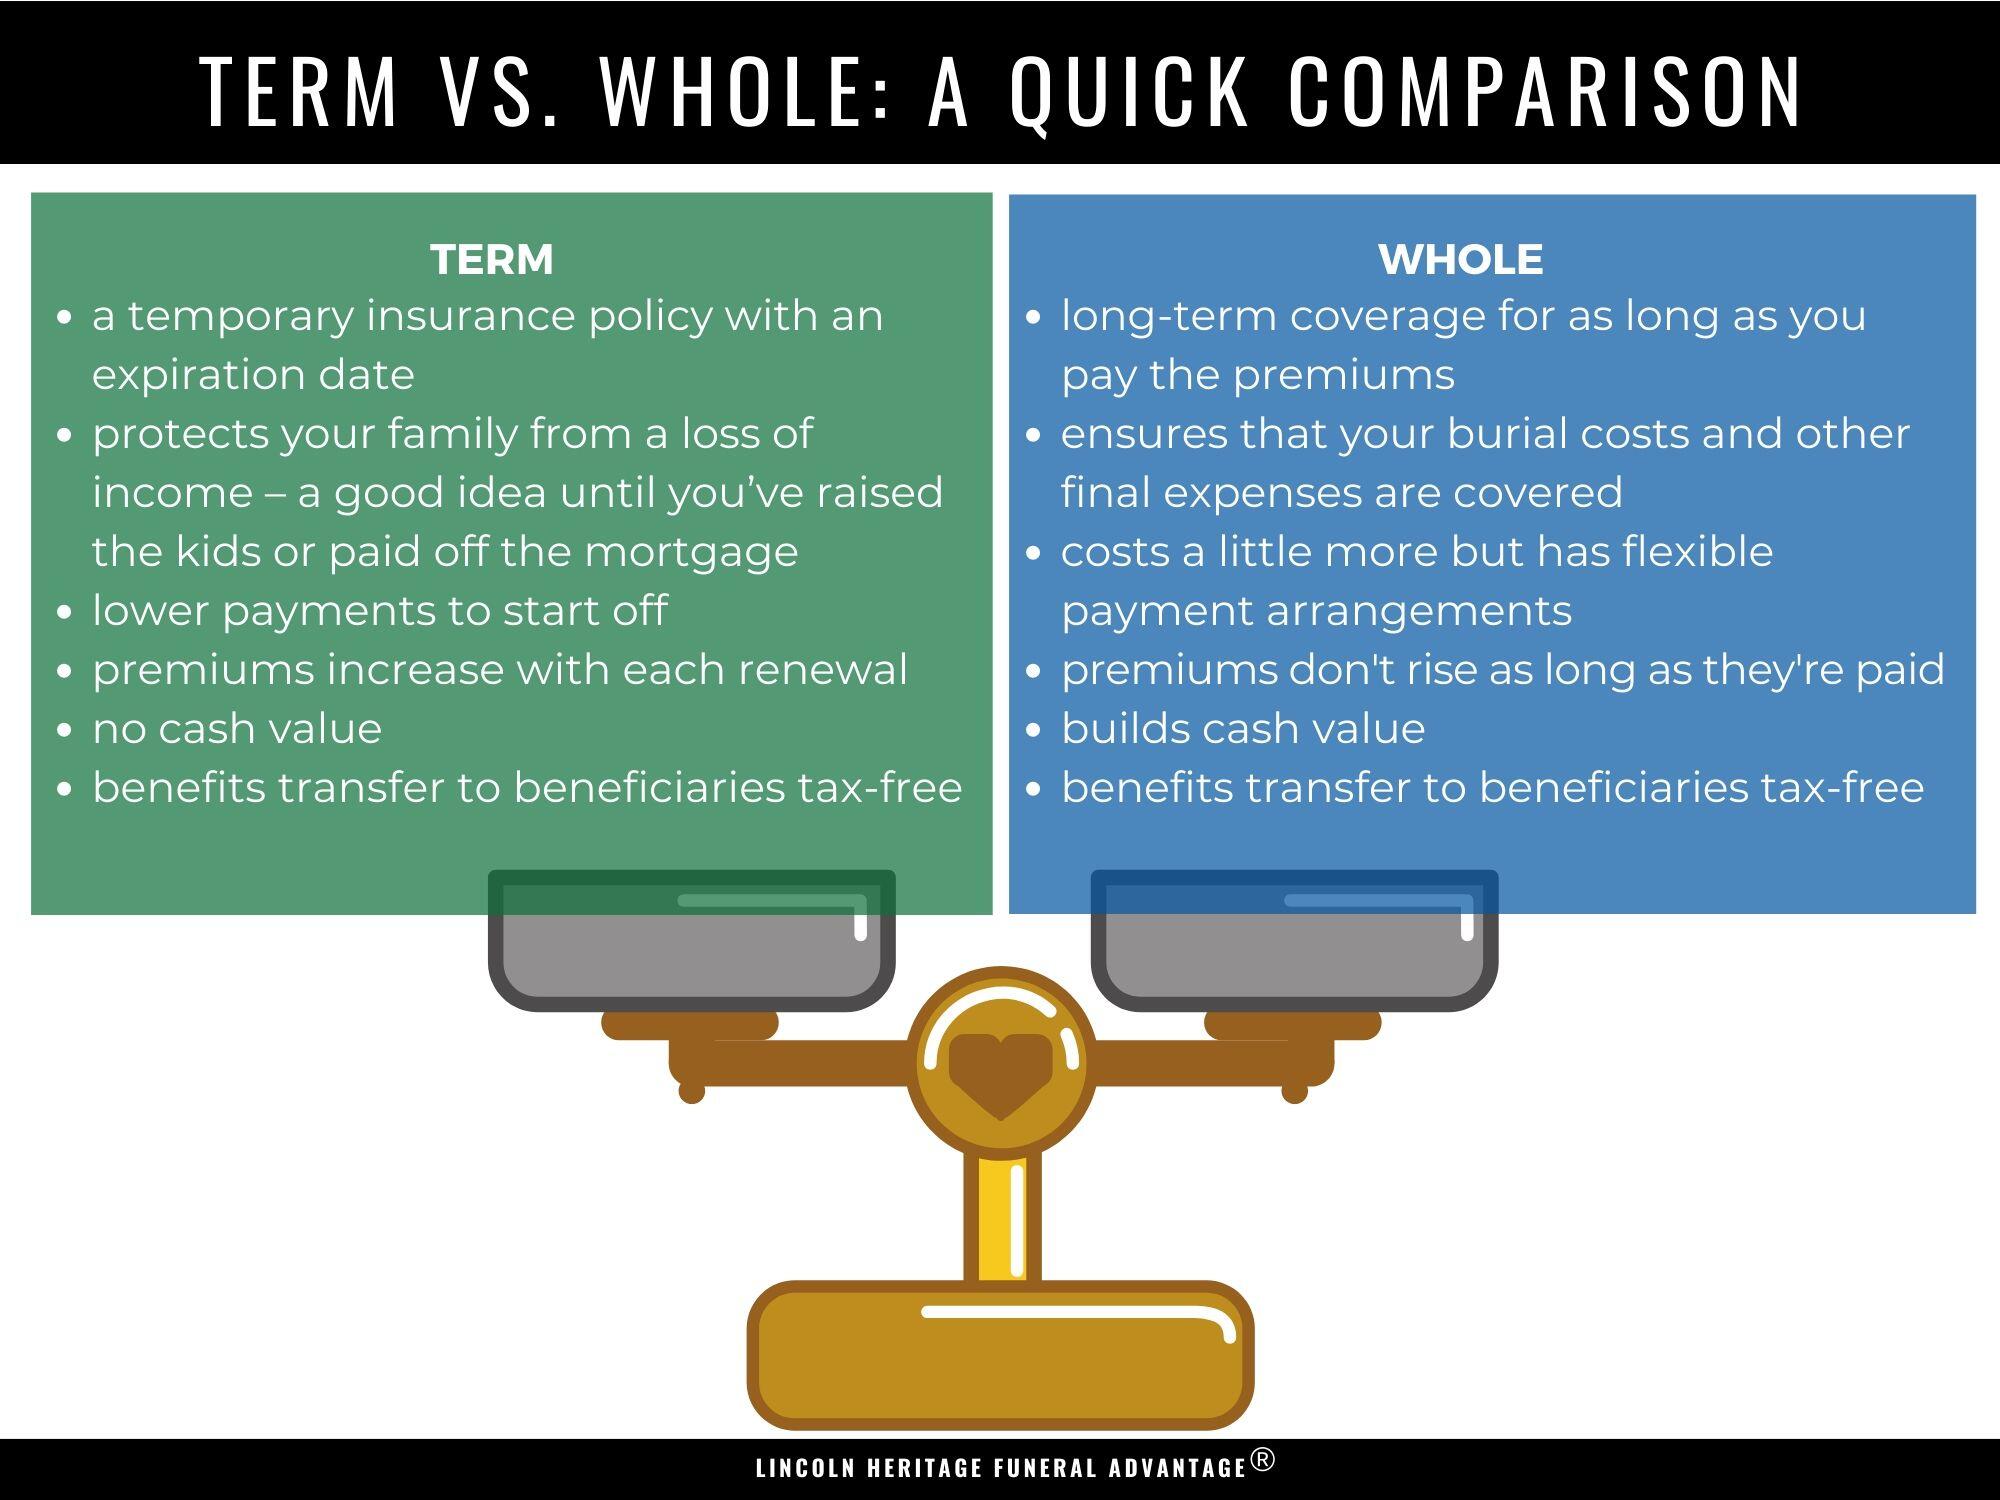 TERM VS. WHOLE: A QUICK COMPARISON
TERM
• a temporary insurance policy with an
expiration date
• protects your family from a loss of
income – a good idea until you’ve raised
the kids or paid off the mortgage
• lower payments to start off
• premiums increase with each renewal
• no cash value
• benefits transfer to beneficiaries tax-free
WHOLE
• long-term coverage for as long as you
pay the premiums
• ensures that your burial costs and other
final expenses are covered
• costs a little more but has flexible
payment arrangements
• premiums don't rise as long as they're paid
• builds cash value
• benefits transfer to beneficiaries tax-free
LINCOLN HERITAGE FUNERAL ADVANTAGE®